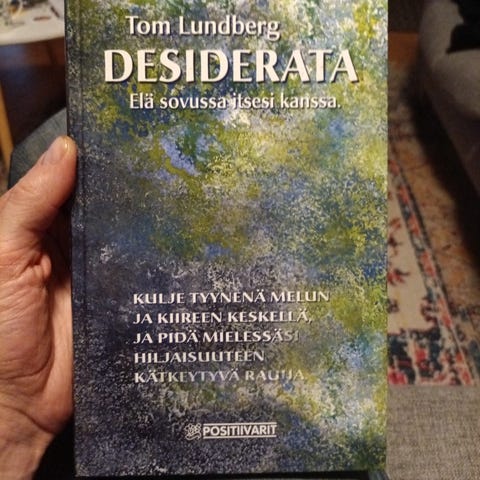 Tom Lundberg
DESIDERATA
Elä sovussa itsesi kanssa.
KULJE TYYNENÄ MELUN
JA KIIREEN KESKELLÄ,
JA PIDÄ MIELESSÄSI
HILJAISUUTEEN
KÄTKEYTYVÄ RAUHA.
POSITIIVARIT